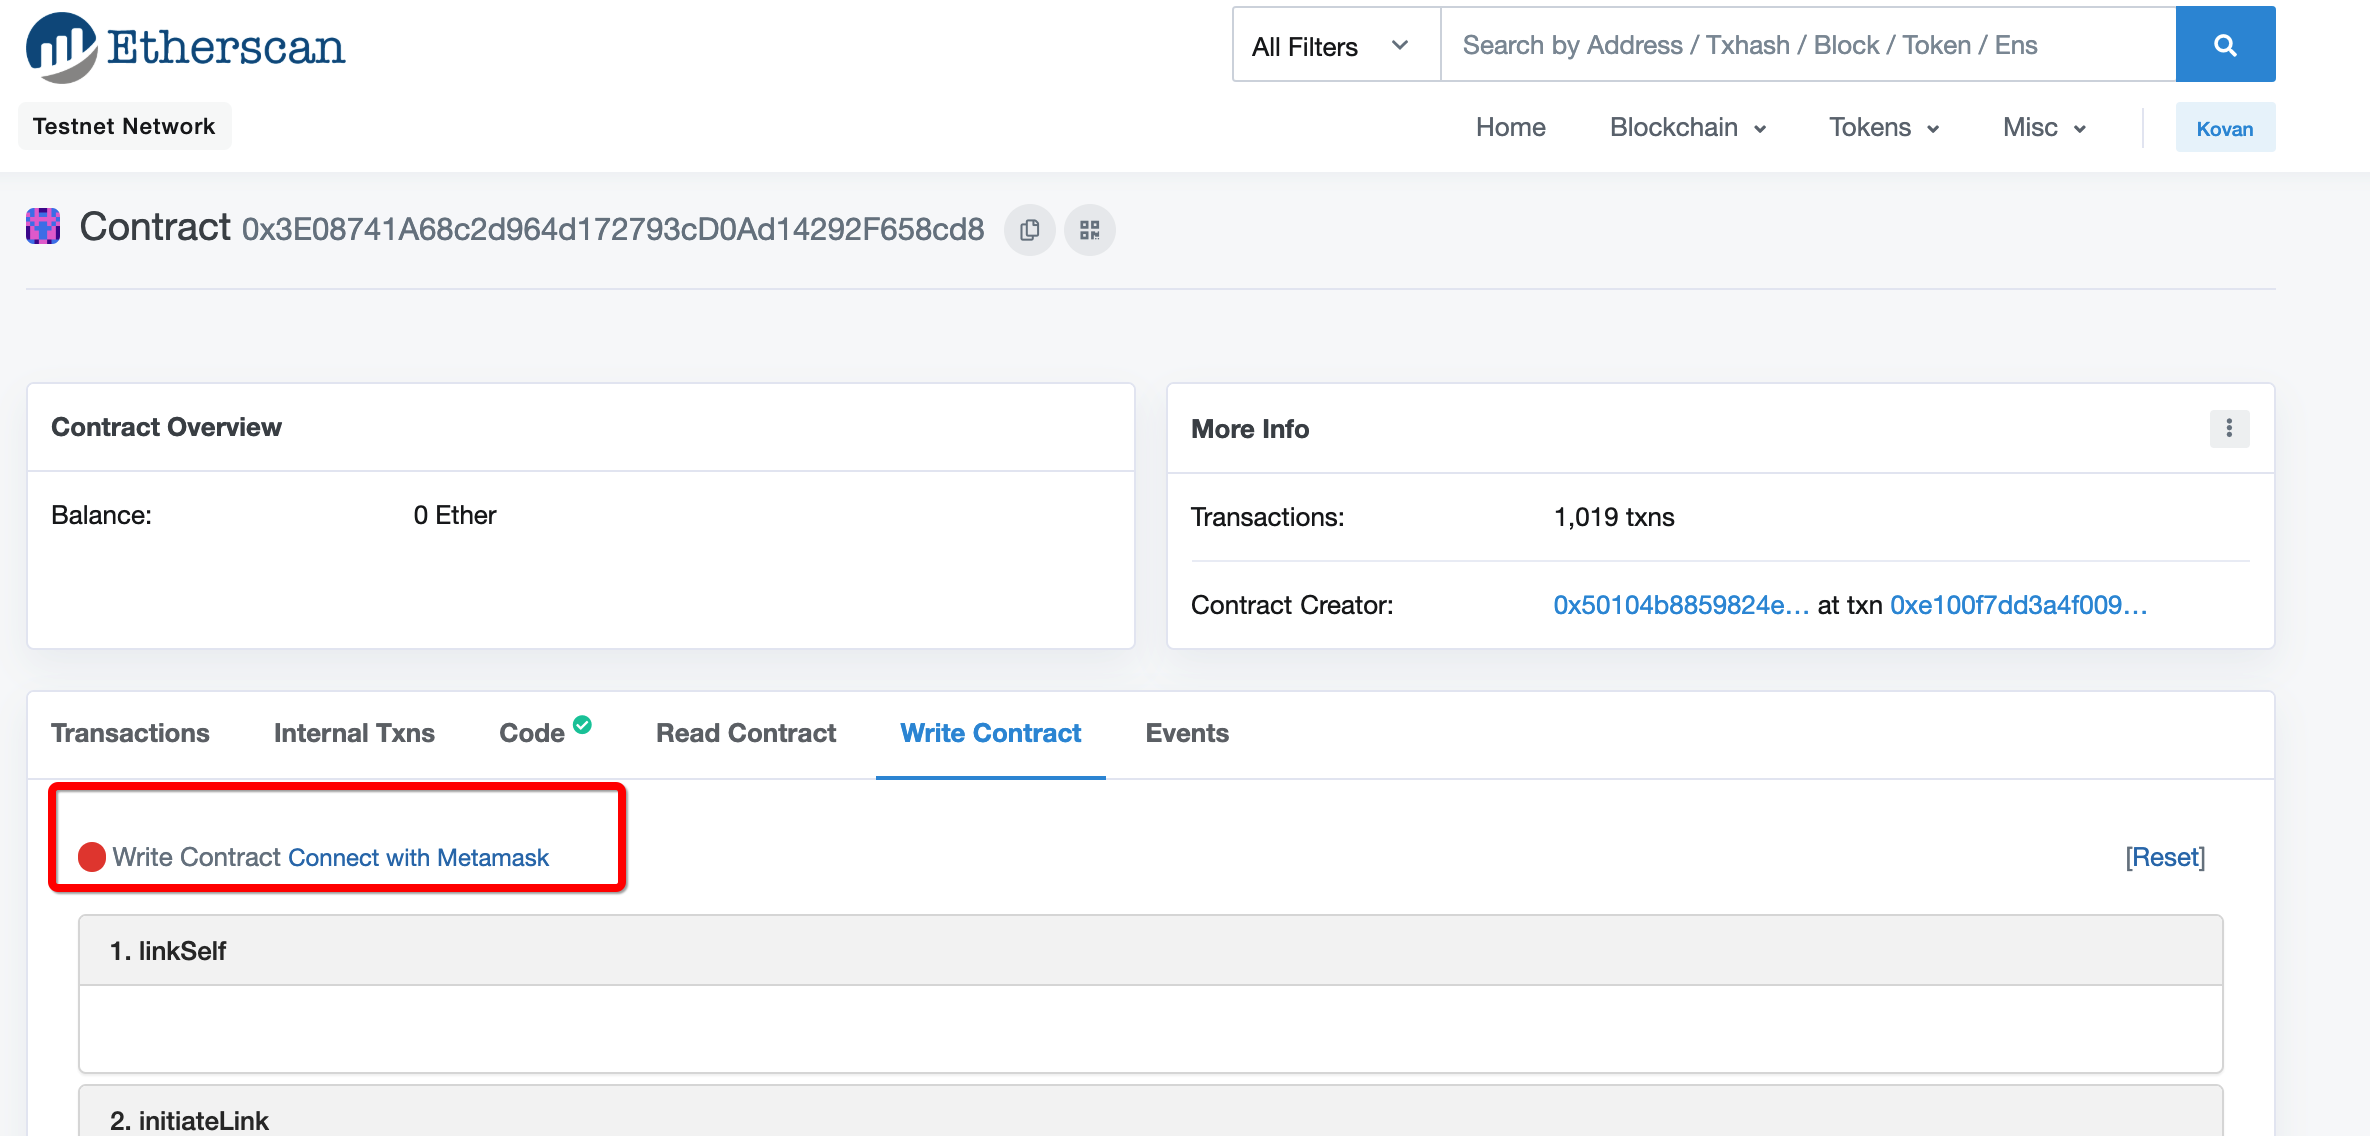 Etherscan
All Filters
Search by Address / Txhash / Block / Token / Ens
Testnet Network
Home
Blockchain
Tokens
Misc
Kovan
Contract 0x3E08741A68c2d964d172793cD0Ad14292F658cd8
Contract Overview
Balance: 0 Ether
More Info
Transactions: 1,019 txns
Contract Creator: 0x50104b8859824e... at txn 0xe100f7dd3a4f009...
Transactions
Internal Txns
Code
Read Contract
Write Contract
Events
Write Contract Connect with Metamask
[Reset]
1. linkSelf
2. initiateLink